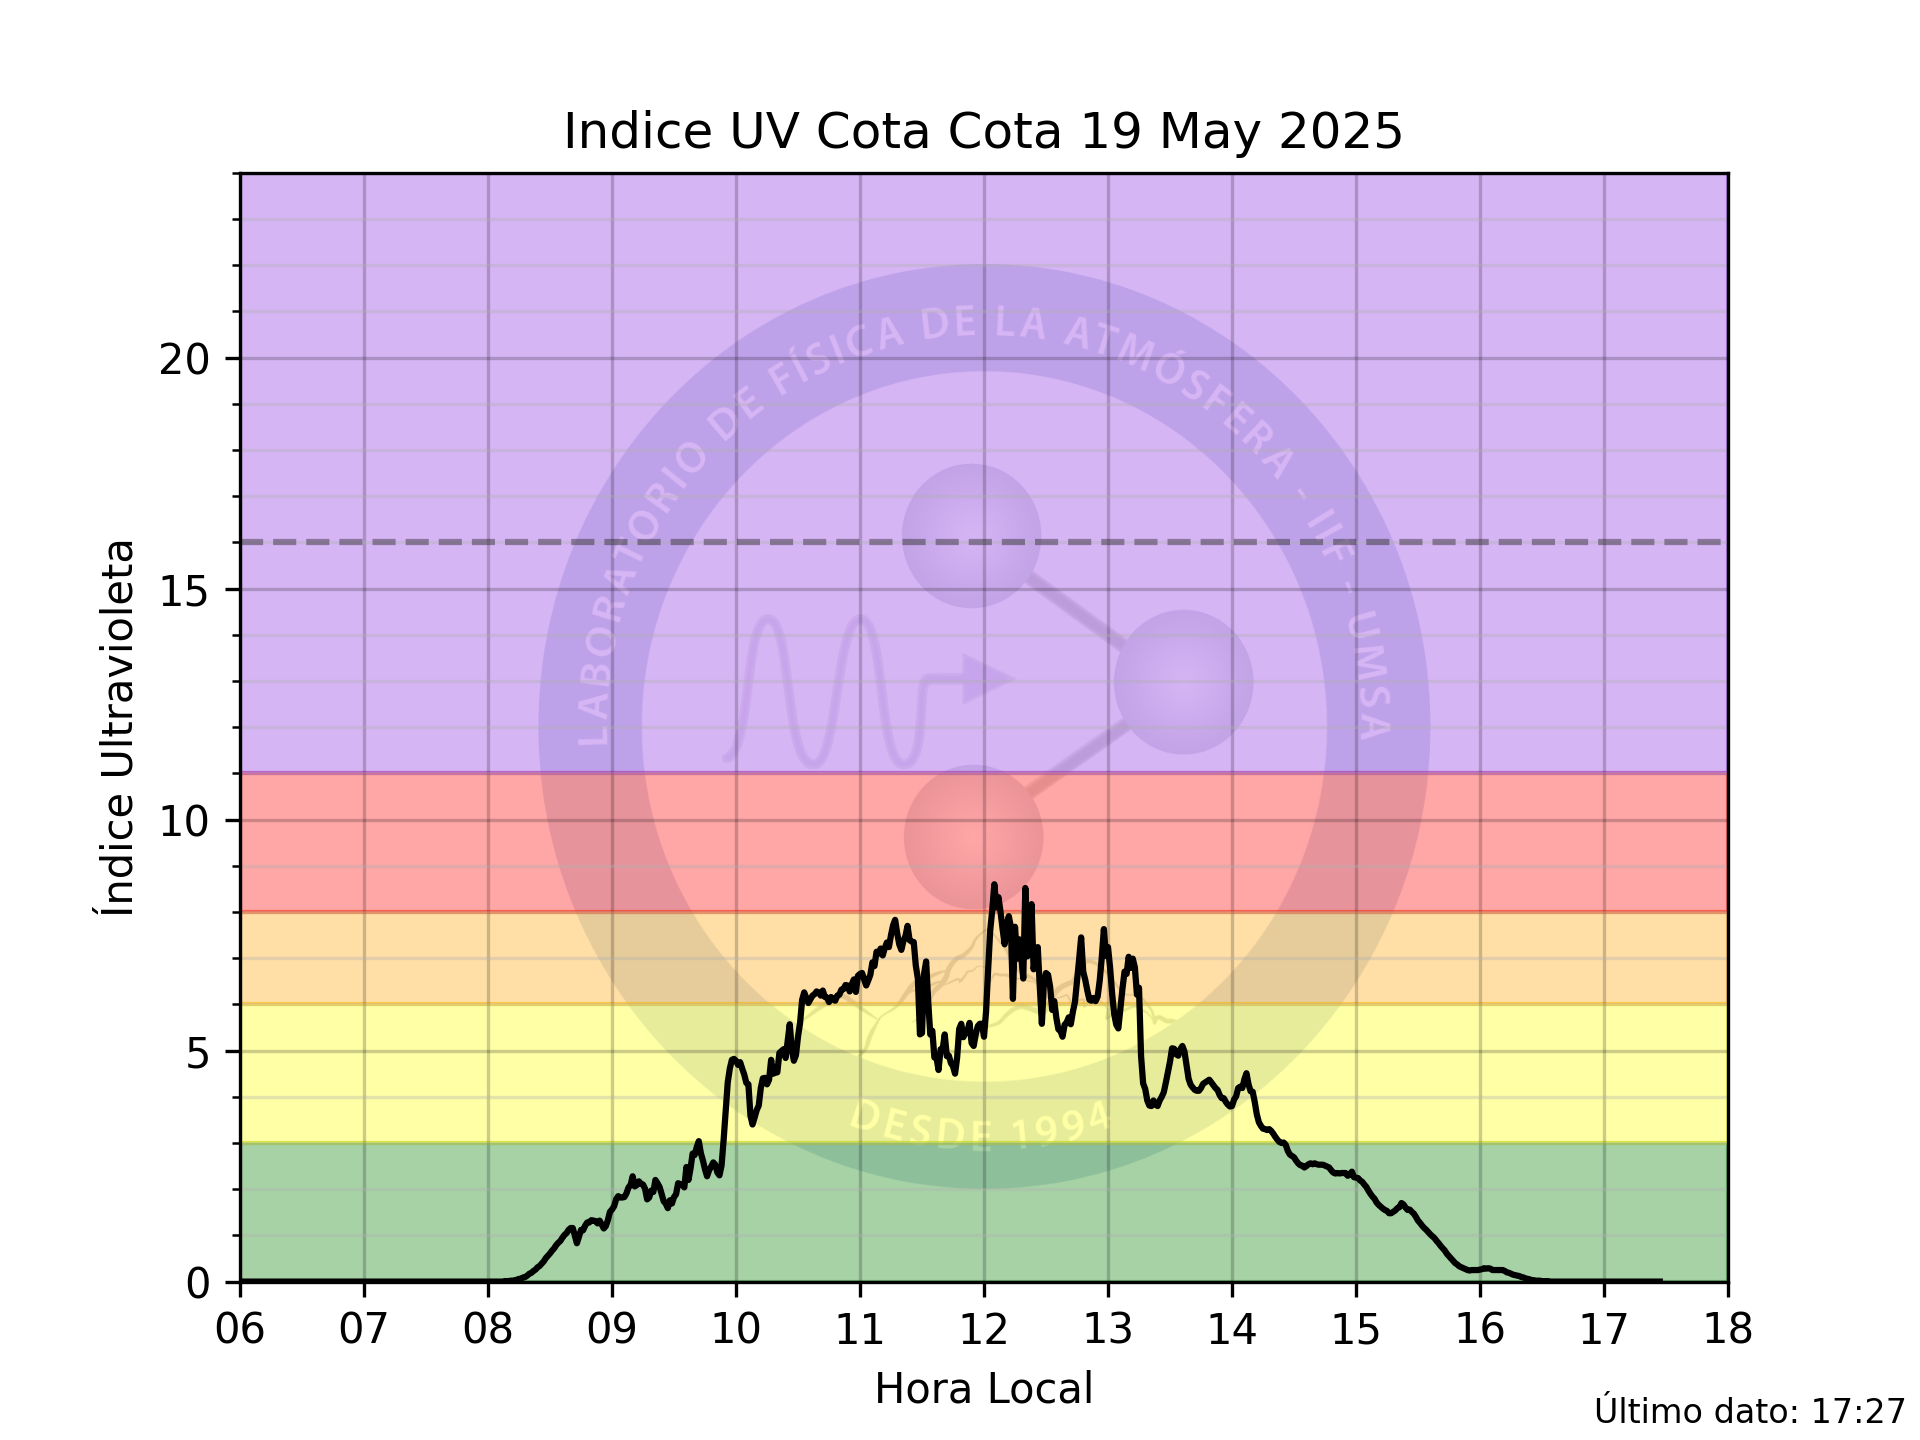 Indice UV Cota Cota 19 May 2025
LABORATORIO DE FÍSICA DE LA ATMÓSFERA - IIF - UMSA
20
15
10
5
0
Índice Ultravioleta
DESDE 1994
06 07 08 09 10 11 12 13 14 15 16 17 18
Hora Local
Último dato: 17:27